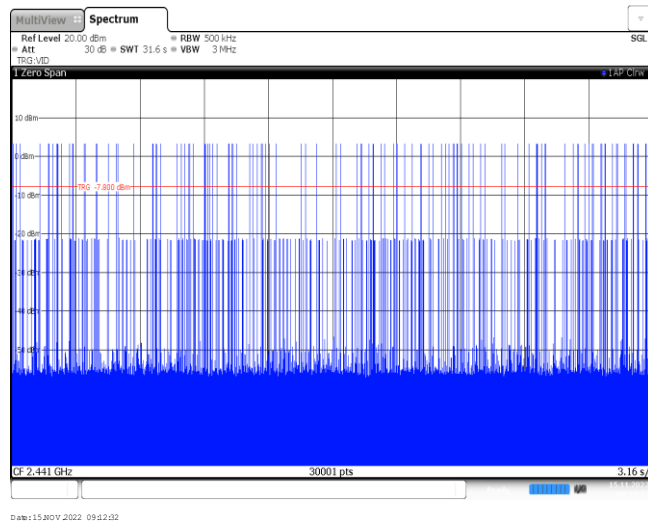 MultiView Spectrum
Ref Level 20.00 dBm RBW 500 kHz SGL
Att 30 dB SWT 31.6 s VBW 3 MHz
TRG:VID
1 Zero Span 1AP Clrw
10 dBm
0 dBm
TRG -7.800 dBm
-10 dBm
-20 dBm
-30 dBm
-40 dBm
-50 dBm
CF 2.441 GHz 30001 pts 3.16 s/
Date: 15.NOV.2022 09:12:32